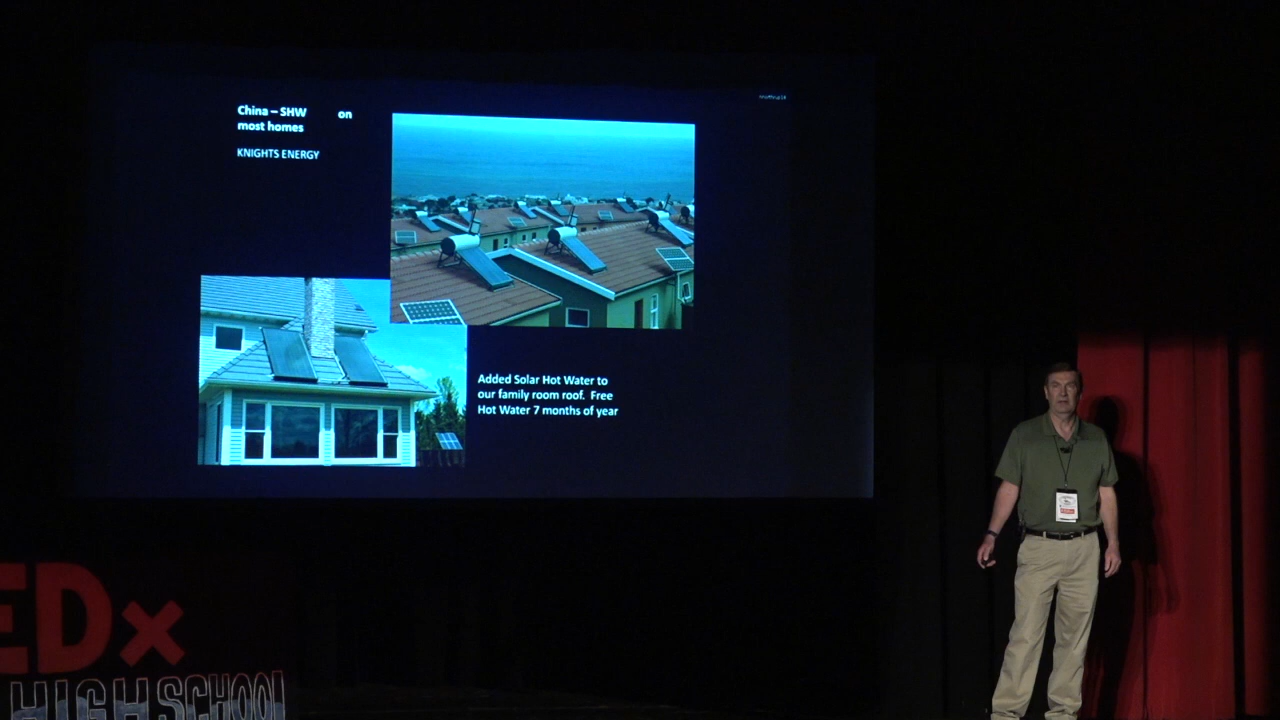 China – SHW on
most homes
KNIGHTS ENERGY
Added Solar Hot Water to
our family room roof. Free
Hot Water 7 months of year
EDx
HIGH SCHOOL